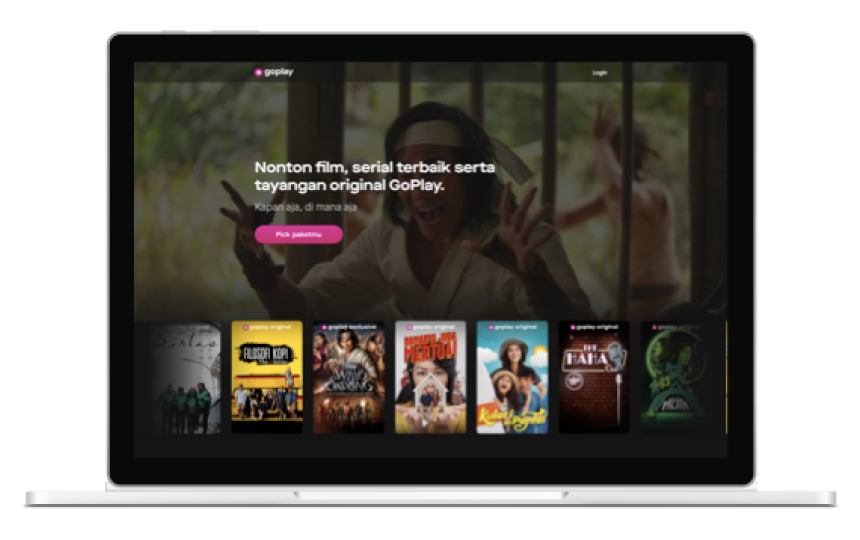 goplay
Login
Nonton film, serial terbaik serta
tayangan original GoPlay.
Kapan aja, di mana aja
Pick paketmu
goplay original
FILOSOFI KOPI
goplay exclusive
goplay original
MERTUA
goplay original
goplay original
THE
HAHA
goplay original